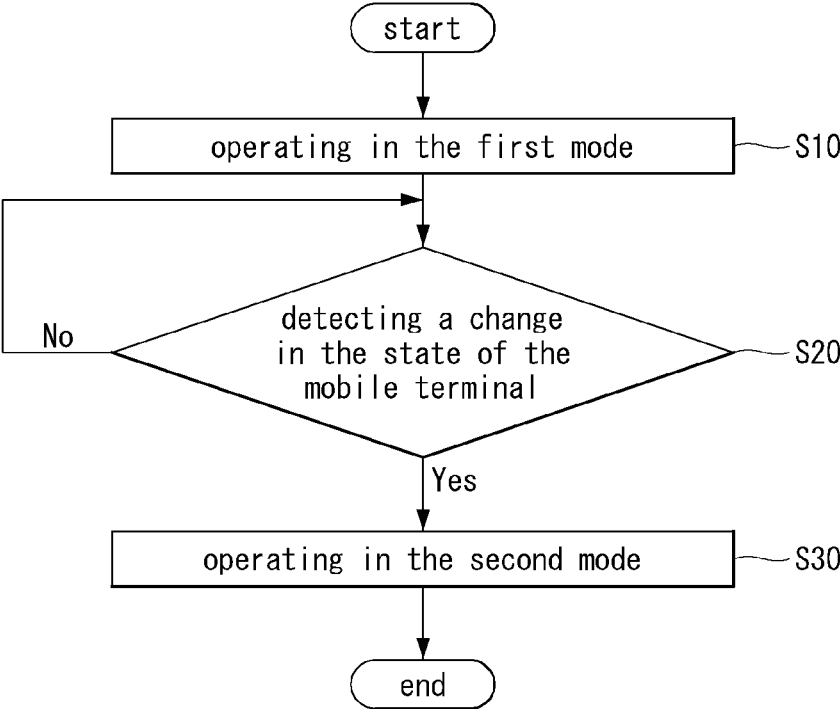 start
operating in the first mode
S10
detecting a change
in the state of the
mobile terminal
S20
No
Yes
operating in the second mode
S30
end